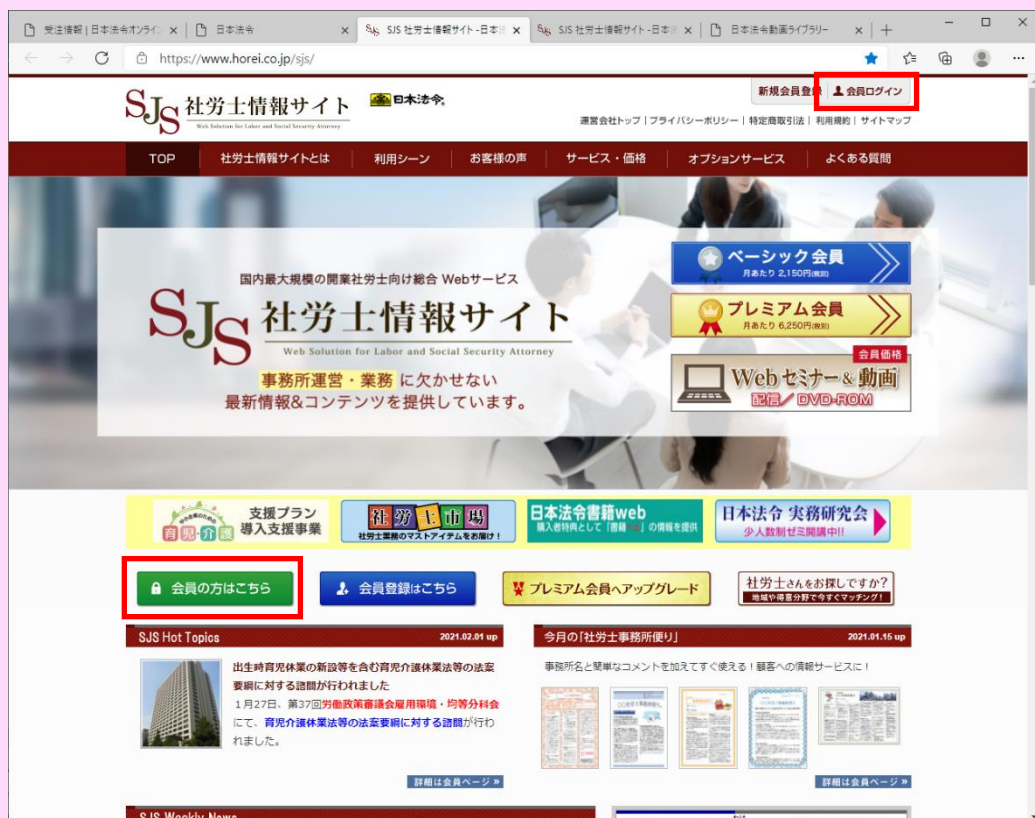 受注情報 | 日本法令オンライン
日本法令
SJS 社労士情報サイト - 日本
SJS 社労士情報サイト - 日本
日本法令動画ライブラリー
https://www.horei.co.jp/sjs/
SJS 社労士情報サイト
Web Solution for Labor and Social Security Attorney
日本法令
新規会員登録
会員ログイン
運営会社トップ | プライバシーポリシー | 特定商取引法 | 利用規約 | サイトマップ
TOP 社労士情報サイトとは 利用シーン お客様の声 サービス・価格 オプションサービス よくある質問
国内最大規模の開業社労士向け総合 Webサービス
SJS 社労士情報サイト
Web Solution for Labor and Social Security Attorney
事務所運営・業務 に欠かせない
最新情報&コンテンツを提供しています。
ベーシック会員
月あたり 2,150円(税別)
プレミアム会員
月あたり 6,250円(税別)
会員価格
Webセミナー&動画
配信/DVD-ROM
育児・介護
支援プラン
導入支援事業
社労士市場
社労士業務のマストアイテムをお届け!
日本法令書籍web
購入者特典として「書籍 」の情報を提供
日本法令 実務研究会
少人数制ゼミ開講中!!
会員の方はこちら
会員登録はこちら
プレミアム会員へアップグレード
社労士さんをお探しですか?
地域や得意分野で今すぐマッチング!
SJS Hot Topics 2021.02.01 up
出生時育児休業の新設等を含む育児介護休業法等の法案
要綱に対する諮問が行われました
1月27日、第37回労働政策審議会雇用環境・均等分科会
にて、育児介護休業法等の法案要綱に対する諮問が行わ
れました。
詳細は会員ページ »
今月の「社労士事務所便り」 2021.01.15 up
事務所名と簡単なコメントを加えてすぐ使える!顧客への情報サービスに!
詳細は会員ページ »
SJS Weekly News